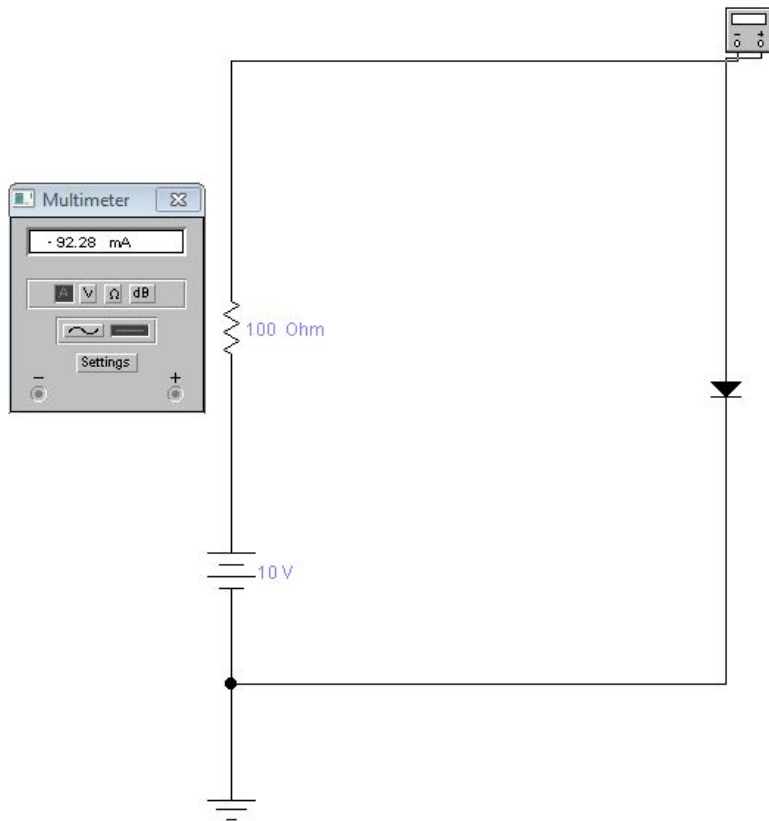 - +
Multimeter
- 92.28 mA
A V Ω dB
Settings
- +
100 Ohm
10 V